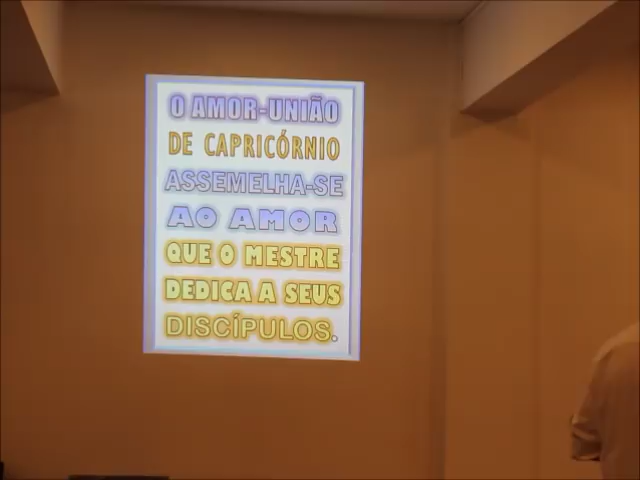 O AMOR-UNIÃO
DE CAPRICÓRNIO
ASSEMELHA-SE
AO AMOR
QUE O MESTRE
DEDICA A SEUS
DISCÍPULOS.